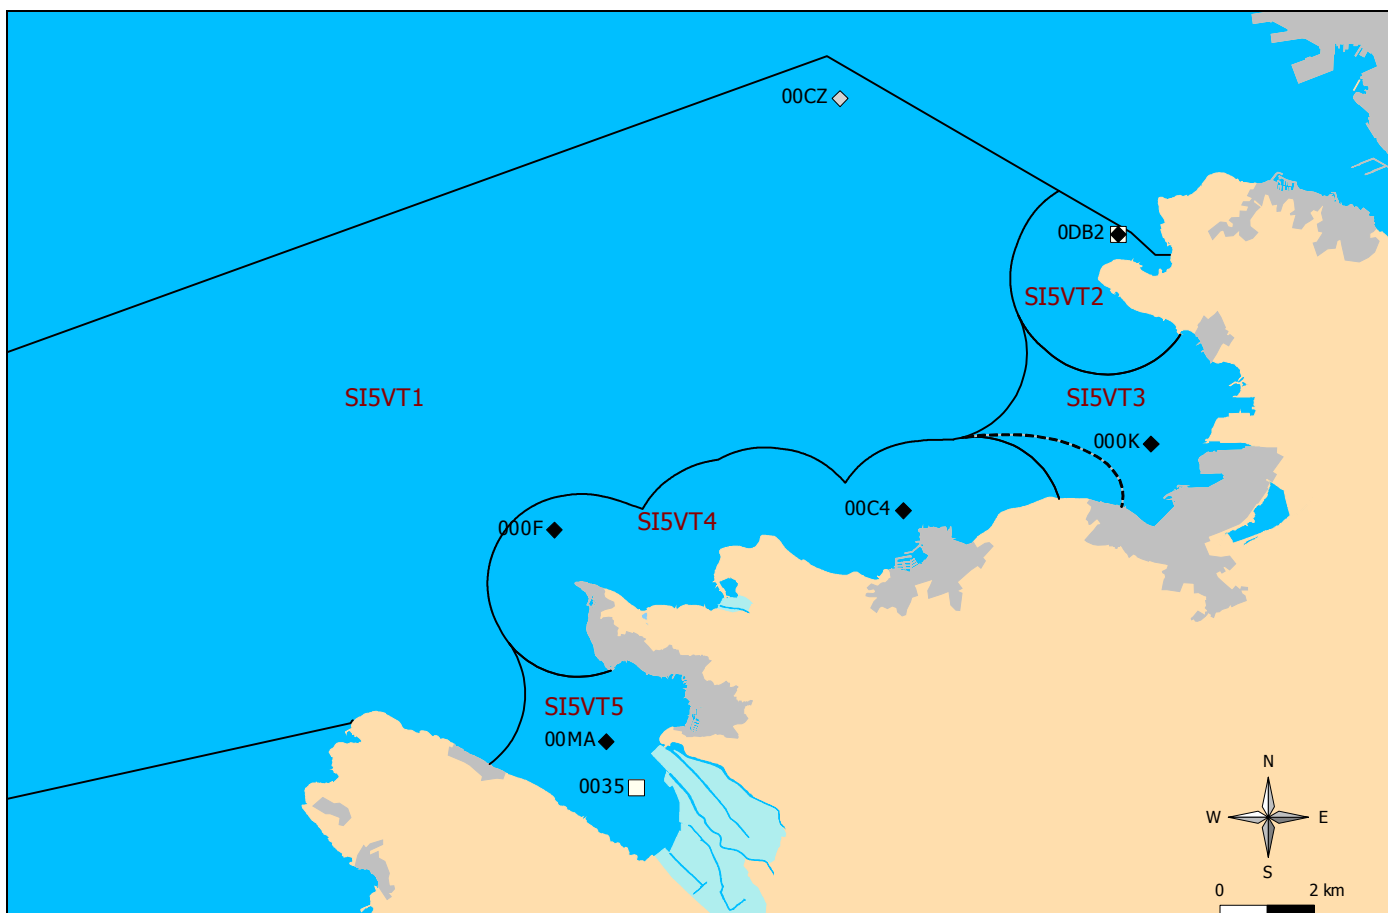 00CZ
0DB2
SI5VT2
SI5VT1
SI5VT3
000K
00C4
SI5VT4
000F
SI5VT5
00MA
0035
N
W E
S
0 2 km